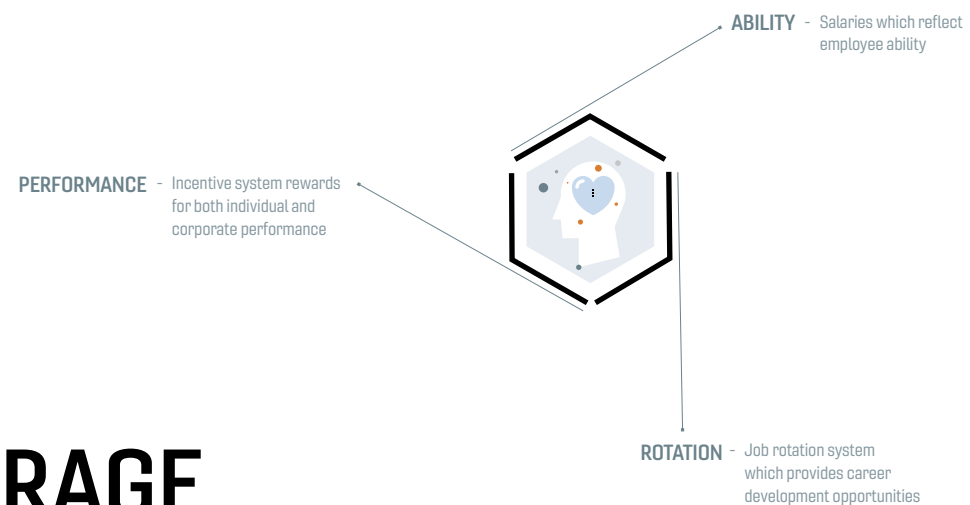 ABILITY - Salaries which reflect
employee ability
PERFORMANCE - Incentive system rewards
for both individual and
corporate performance
ROTATION - Job rotation system
which provides career
development opportunities
RAGE